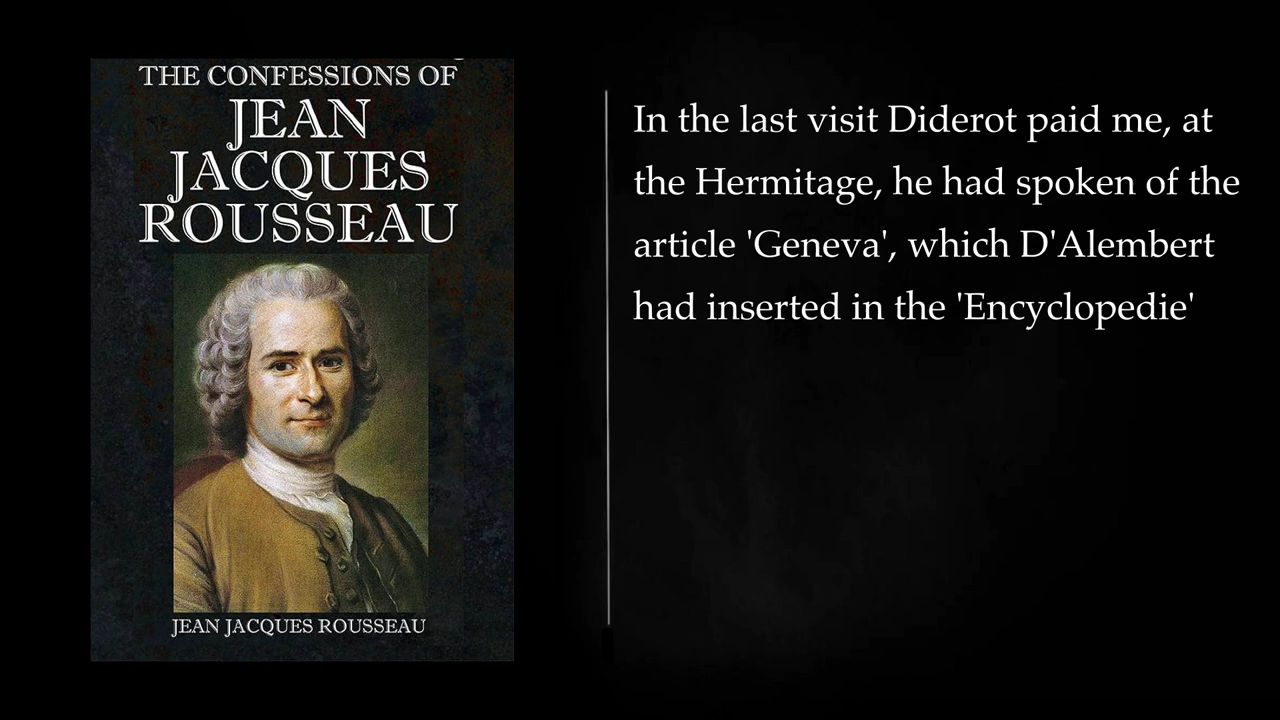 THE CONFESSIONS OF
JEAN
JACQUES
ROUSSEAU
JEAN JACQUES ROUSSEAU
In the last visit Diderot paid me, at
the Hermitage, he had spoken of the
article 'Geneva', which D'Alembert
had inserted in the 'Encyclopedie'